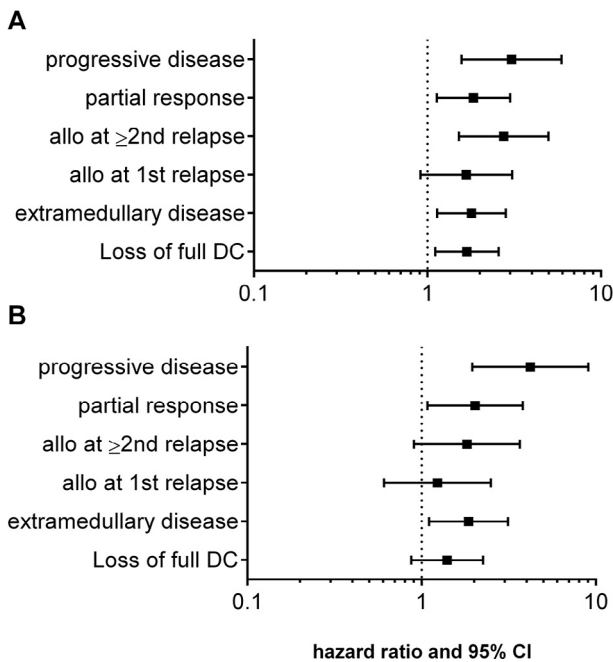 A
progressive disease
partial response
allo at ≥2nd relapse
allo at 1st relapse
extramedullary disease
Loss of full DC
0.1 1 10
B
progressive disease
partial response
allo at ≥2nd relapse
allo at 1st relapse
extramedullary disease
Loss of full DC
0.1 1 10
hazard ratio and 95% CI